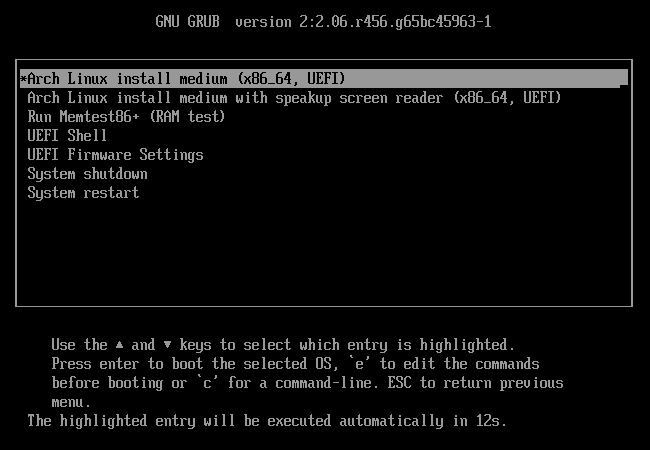 GNU GRUB  version 2:2.06.r456.g65bc45963-1
*Arch Linux install medium (x86_64, UEFI)
Arch Linux install medium with speakup screen reader (x86_64, UEFI)
Run Memtest86+ (RAM test)
UEFI Shell
UEFI Firmware Settings
System shutdown
System restart
Use the ▲ and ▼ keys to select which entry is highlighted.
Press enter to boot the selected OS, `e' to edit the commands
before booting or `c' for a command-line. ESC to return previous
menu.
The highlighted entry will be executed automatically in 12s.